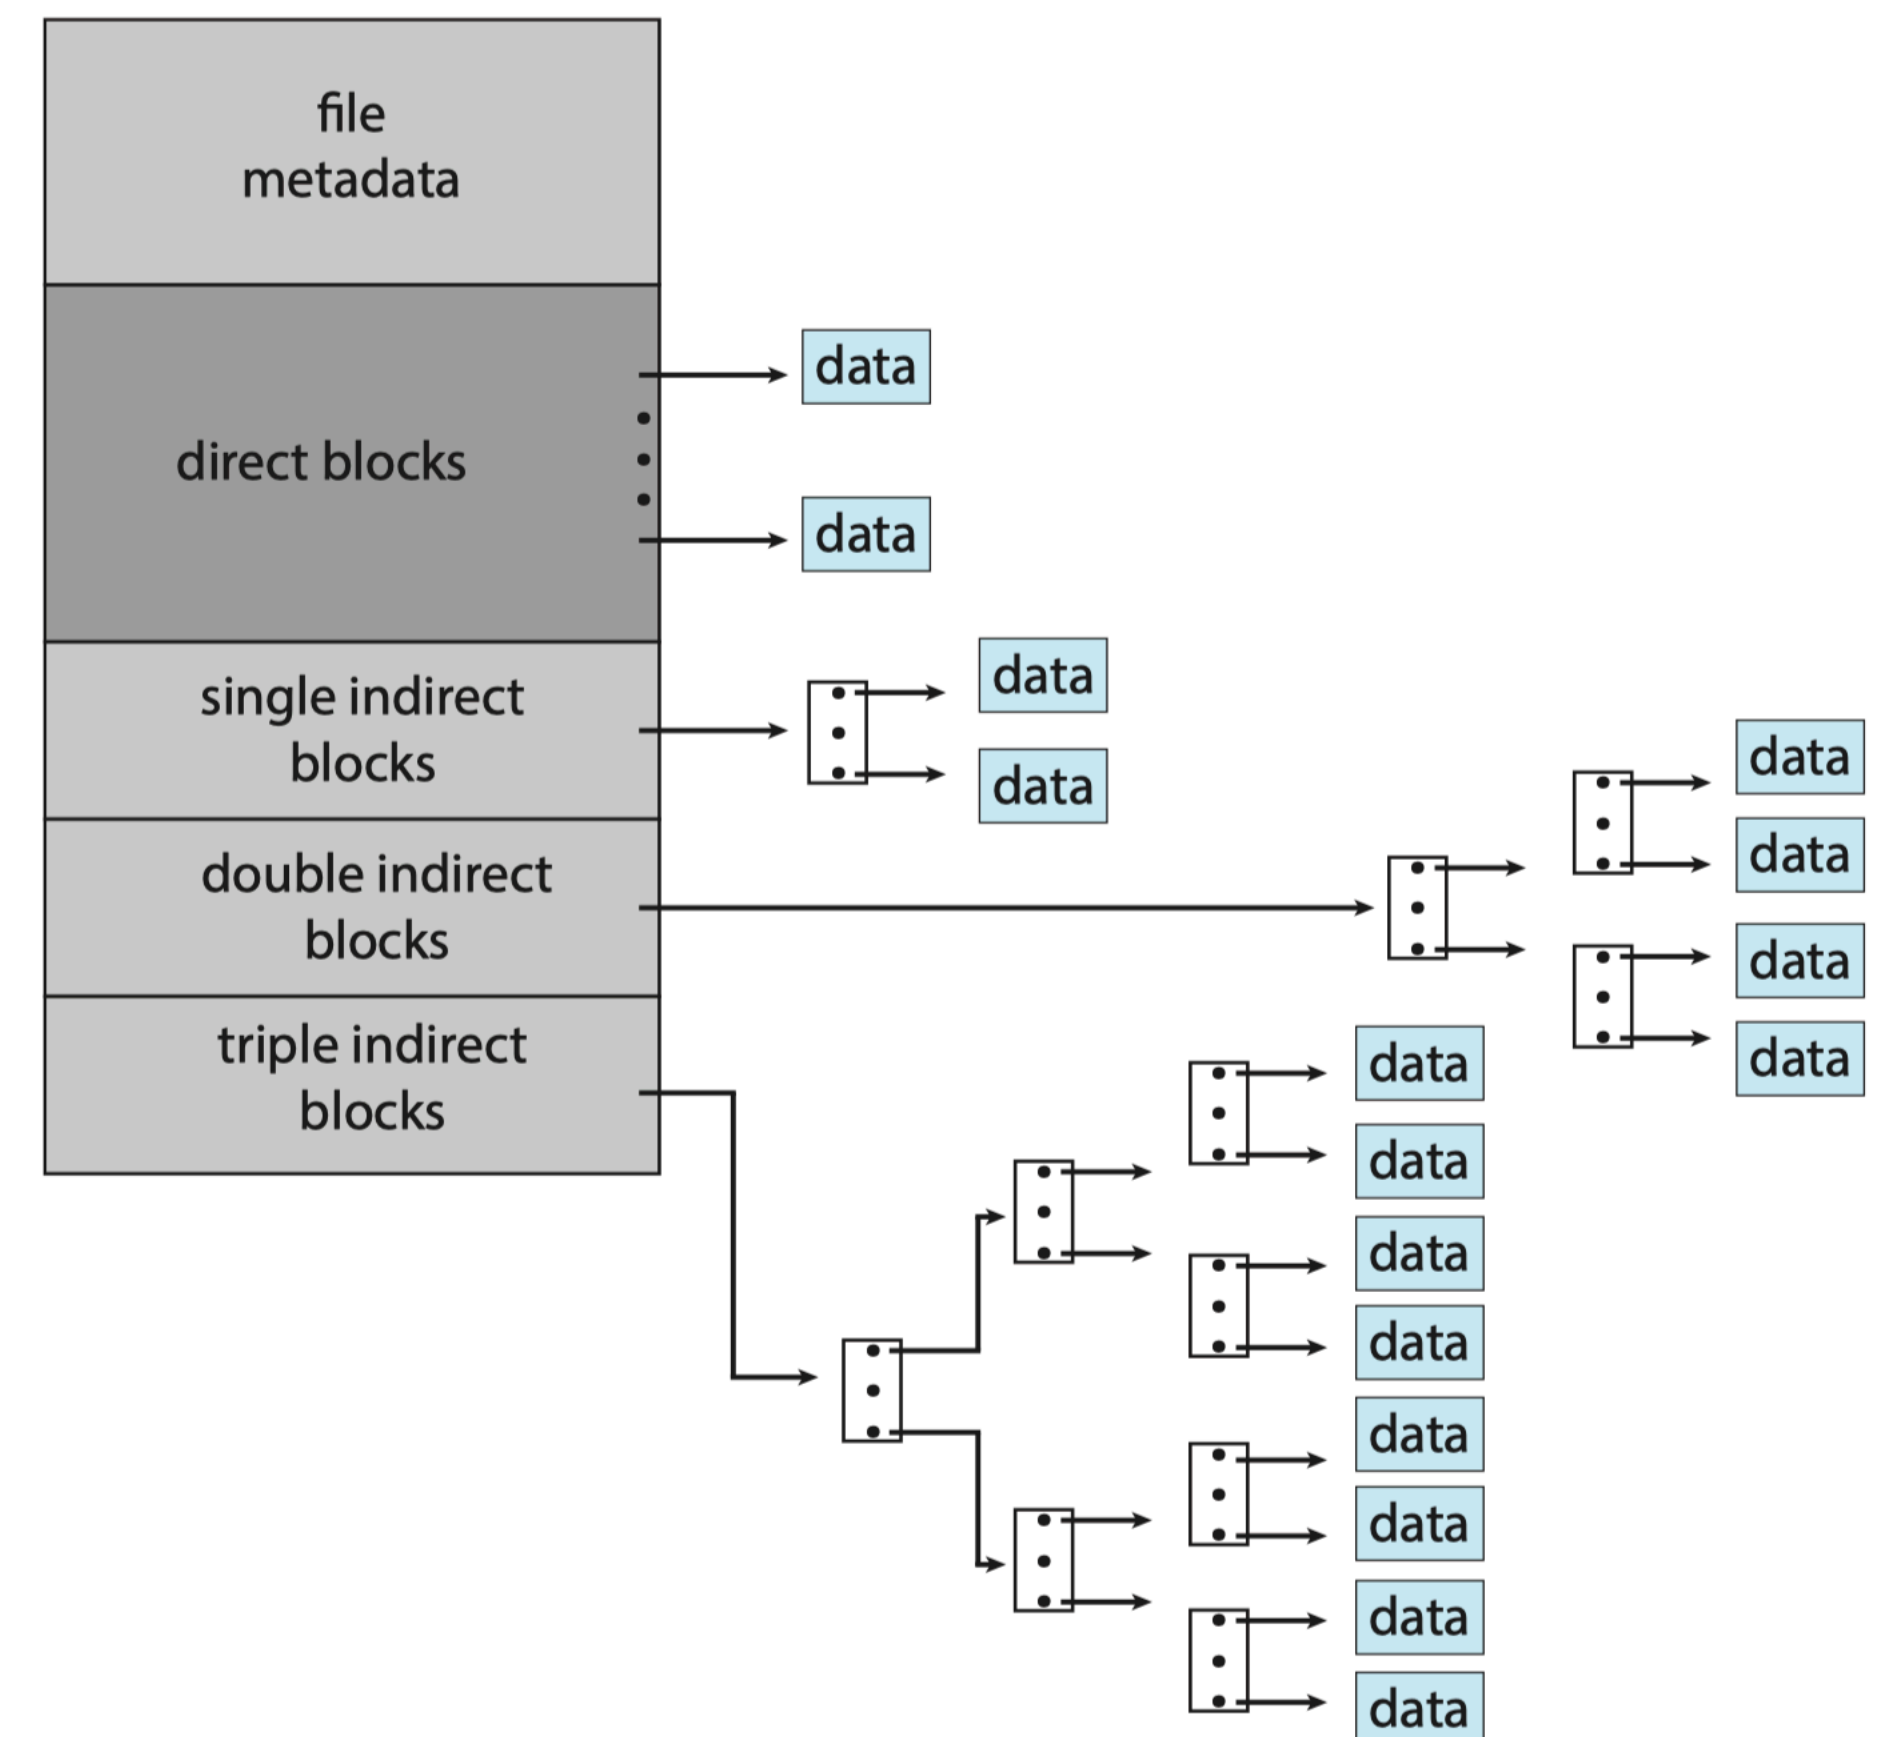 file
metadata
direct blocks
data
data
single indirect
blocks
data
data
double indirect
blocks
data
data
data
data
triple indirect
blocks
data
data
data
data
data
data
data
data